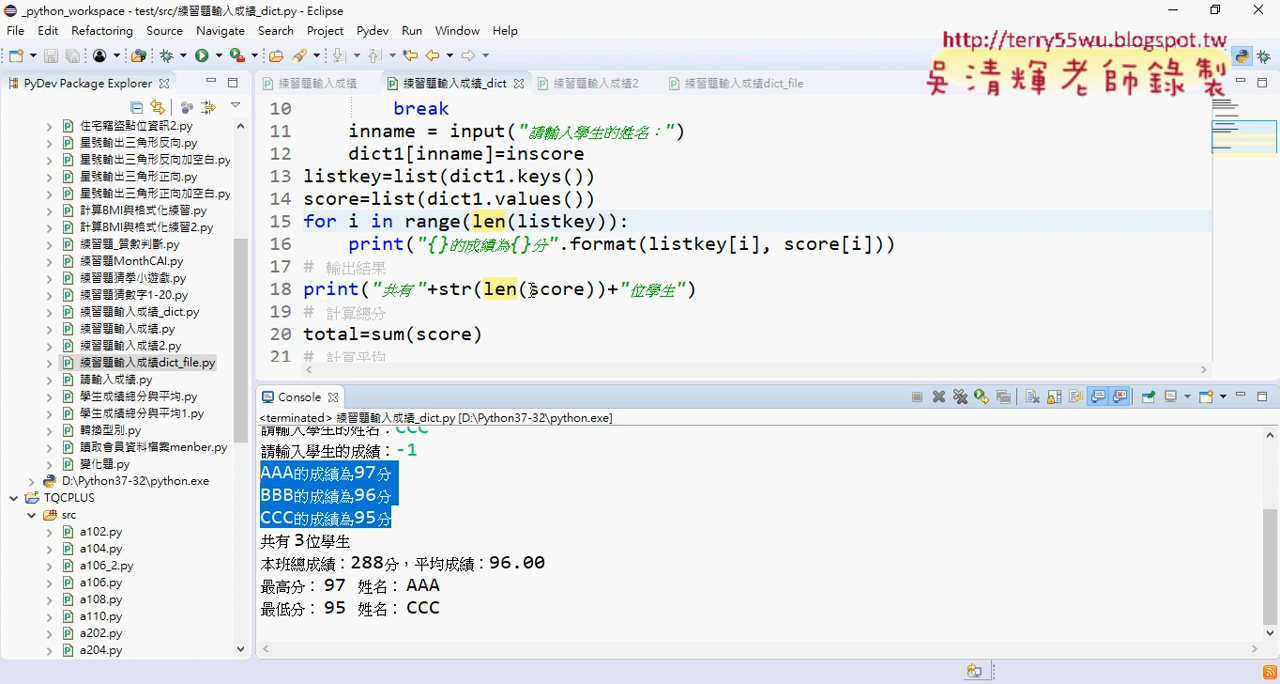 _python_workspace - test/src/練習題輸入成績_dict.py - Eclipse
File Edit Refactoring Source Navigate Search Project Pydev Run Window Help
http://terry55wu.blogspot.tw
吳清輝老師錄製
PyDev Package Explorer
練習題輸入成績 練習題輸入成績_dict 練習題輸入成績2 練習題輸入成績dict_file
住宅竊盜點位資訊2.py
星號輸出三角形反向.py
星號輸出三角形反向加空白.py
星號輸出三角形正向.py
星號輸出三角形正向加空白.py
計算BMI與格式化練習.py
計算BMI與格式化練習2.py
練習題_質數判斷.py
練習題MonthCAl.py
練習題猜拳小遊戲.py
練習題猜數字1-20.py
練習題輸入成績_dict.py
練習題輸入成績.py
練習題輸入成績2.py
練習題輸入成績dict_file.py
請輸入成績.py
學生成績總分與平均.py
學生成績總分與平均1.py
轉換型別.py
讀取會員資料檔案menber.py
變化題.py
D:\Python37-32\python.exe
TQCPLUS
src
a102.py
a104.py
a106_2.py
a106.py
a108.py
a110.py
a202.py
a204.py
10 break
11 inname = input("請輸入學生的姓名：")
12 dict1[inname]=inscore
13 listkey=list(dict1.keys())
14 score=list(dict1.values())
15 for i in range(len(listkey)):
16 print("{}的成績為{}分".format(listkey[i], score[i]))
17 # 輸出結果
18 print("共有"+str(len(score))+"位學生")
19 # 計算總分
20 total=sum(score)
21 # 計算平均
Console
<terminated> 練習題輸入成績_dict.py [D:\Python37-32\python.exe]
請輸入學生的姓名：CCC
請輸入學生的成績：-1
AAA的成績為97分
BBB的成績為96分
CCC的成績為95分
共有3位學生
本班總成績：288分，平均成績：96.00
最高分： 97 姓名： AAA
最低分： 95 姓名： CCC